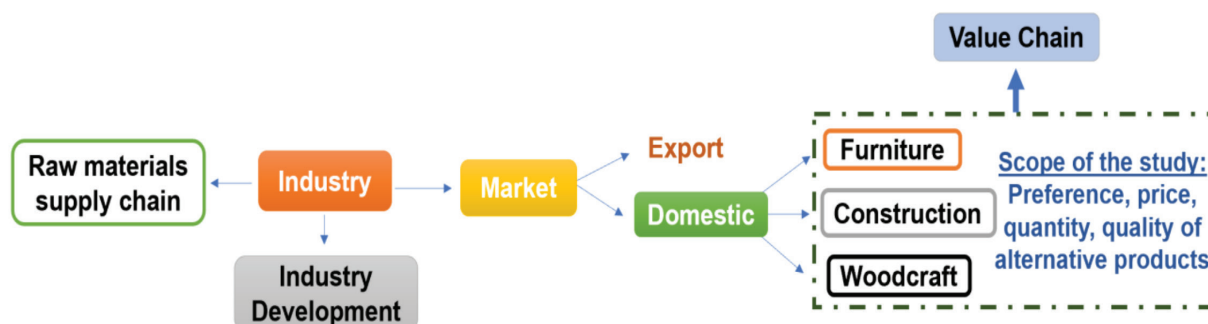 Value Chain
Raw materials
supply chain
Industry
Industry
Development
Market
Export
Domestic
Furniture
Construction
Woodcraft
Scope of the study:
Preference, price,
quantity, quality of
alternative products